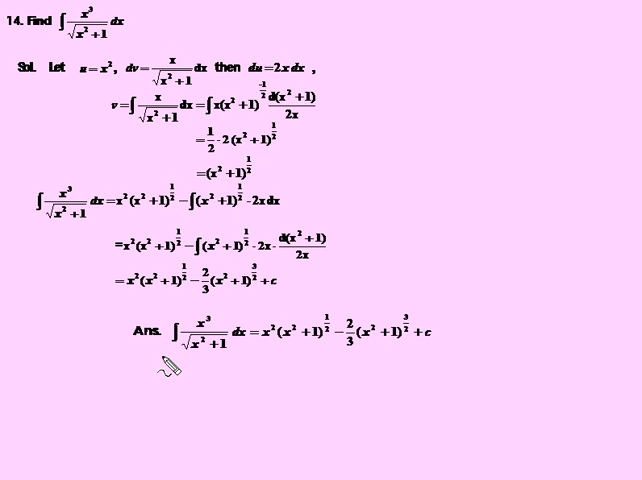 14. Find ∫ x³/√(x²+1) dx
Sol. Let u = x², dv = x/√(x²+1) dx then du = 2x dx ,
v = ∫ x/√(x²+1) dx = ∫ x(x²+1)^(-1/2) d(x²+1)/2x
= 1/2 · 2(x²+1)^(1/2)
= (x²+1)^(1/2)
∫ x³/√(x²+1) dx = x²(x²+1)^(1/2) − ∫(x²+1)^(1/2) · 2x dx
= x²(x²+1)^(1/2) − ∫(x²+1)^(1/2) · 2x · d(x²+1)/2x
= x²(x²+1)^(1/2) − 2/3 (x²+1)^(3/2) + c
Ans. ∫ x³/√(x²+1) dx = x²(x²+1)^(1/2) − 2/3 (x²+1)^(3/2) + c